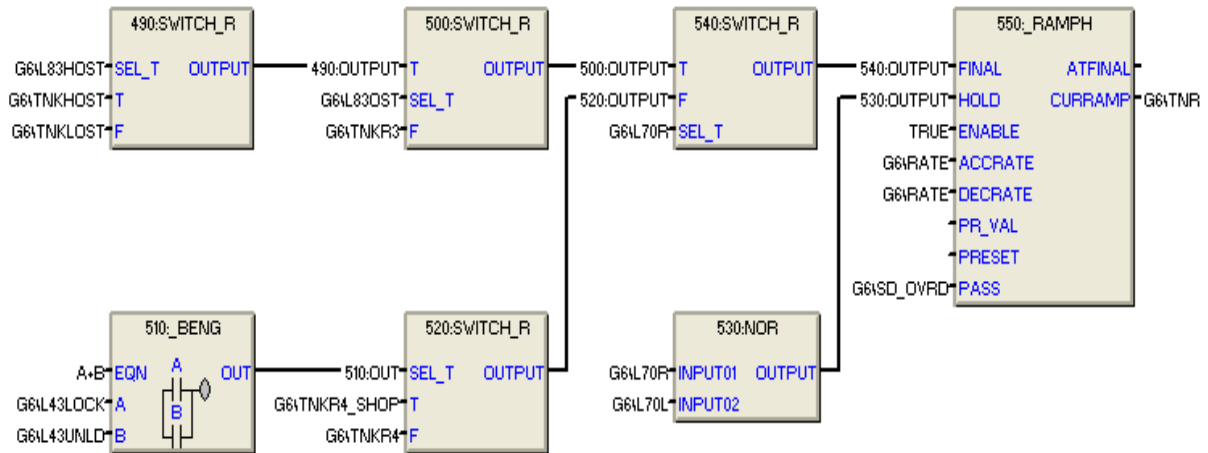 490:SWITCH_R
G6\L83HOST SEL_T OUTPUT
G6\TNKHOST T
G6\TNKLOST F
500:SWITCH_R
490:OUTPUT T OUTPUT
G6\L83OST SEL_T
G6\TNKR3 F
540:SWITCH_R
500:OUTPUT T OUTPUT
520:OUTPUT F
G6\L70R SEL_T
550:_RAMPH
540:OUTPUT FINAL ATFINAL
530:OUTPUT HOLD CURRAMP G6\TNR
TRUE ENABLE
G6\RATE ACCRATE
G6\RATE DECRATE
PR_VAL
PRESET
G6\SD_OVRD PASS
510:_BENG
A+B EQN A OUT
G6\L43LOCK A B
G6\L43UNLD B
520:SWITCH_R
510:OUT SEL_T OUTPUT
G6\TNKR4_SHOP T
G6\TNKR4 F
530:NOR
G6\L70R INPUT01 OUTPUT
G6\L70L INPUT02